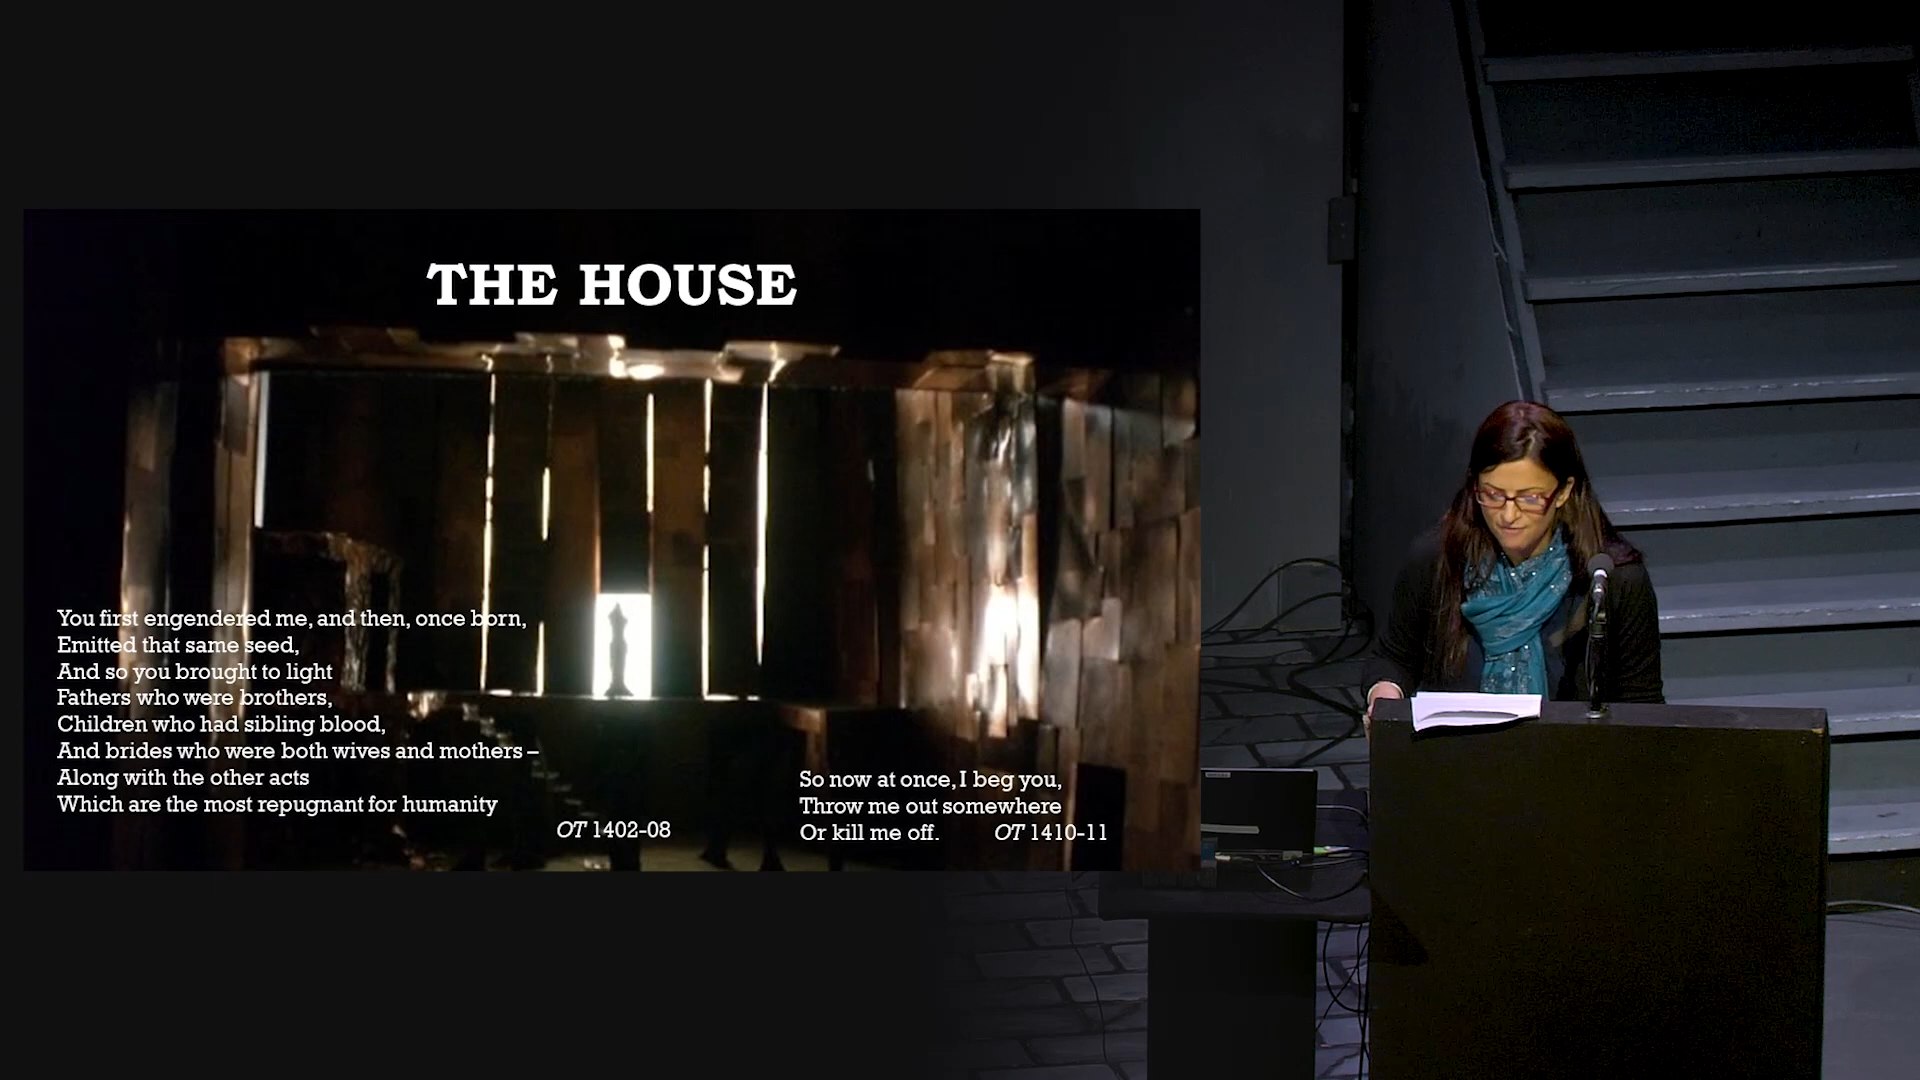 THE HOUSE
You first engendered me, and then, once born,
Emitted that same seed,
And so you brought to light
Fathers who were brothers,
Children who had sibling blood,
And brides who were both wives and mothers –
Along with the other acts
Which are the most repugnant for humanity
OT 1402-08
So now at once, I beg you,
Throw me out somewhere
Or kill me off. OT 1410-11